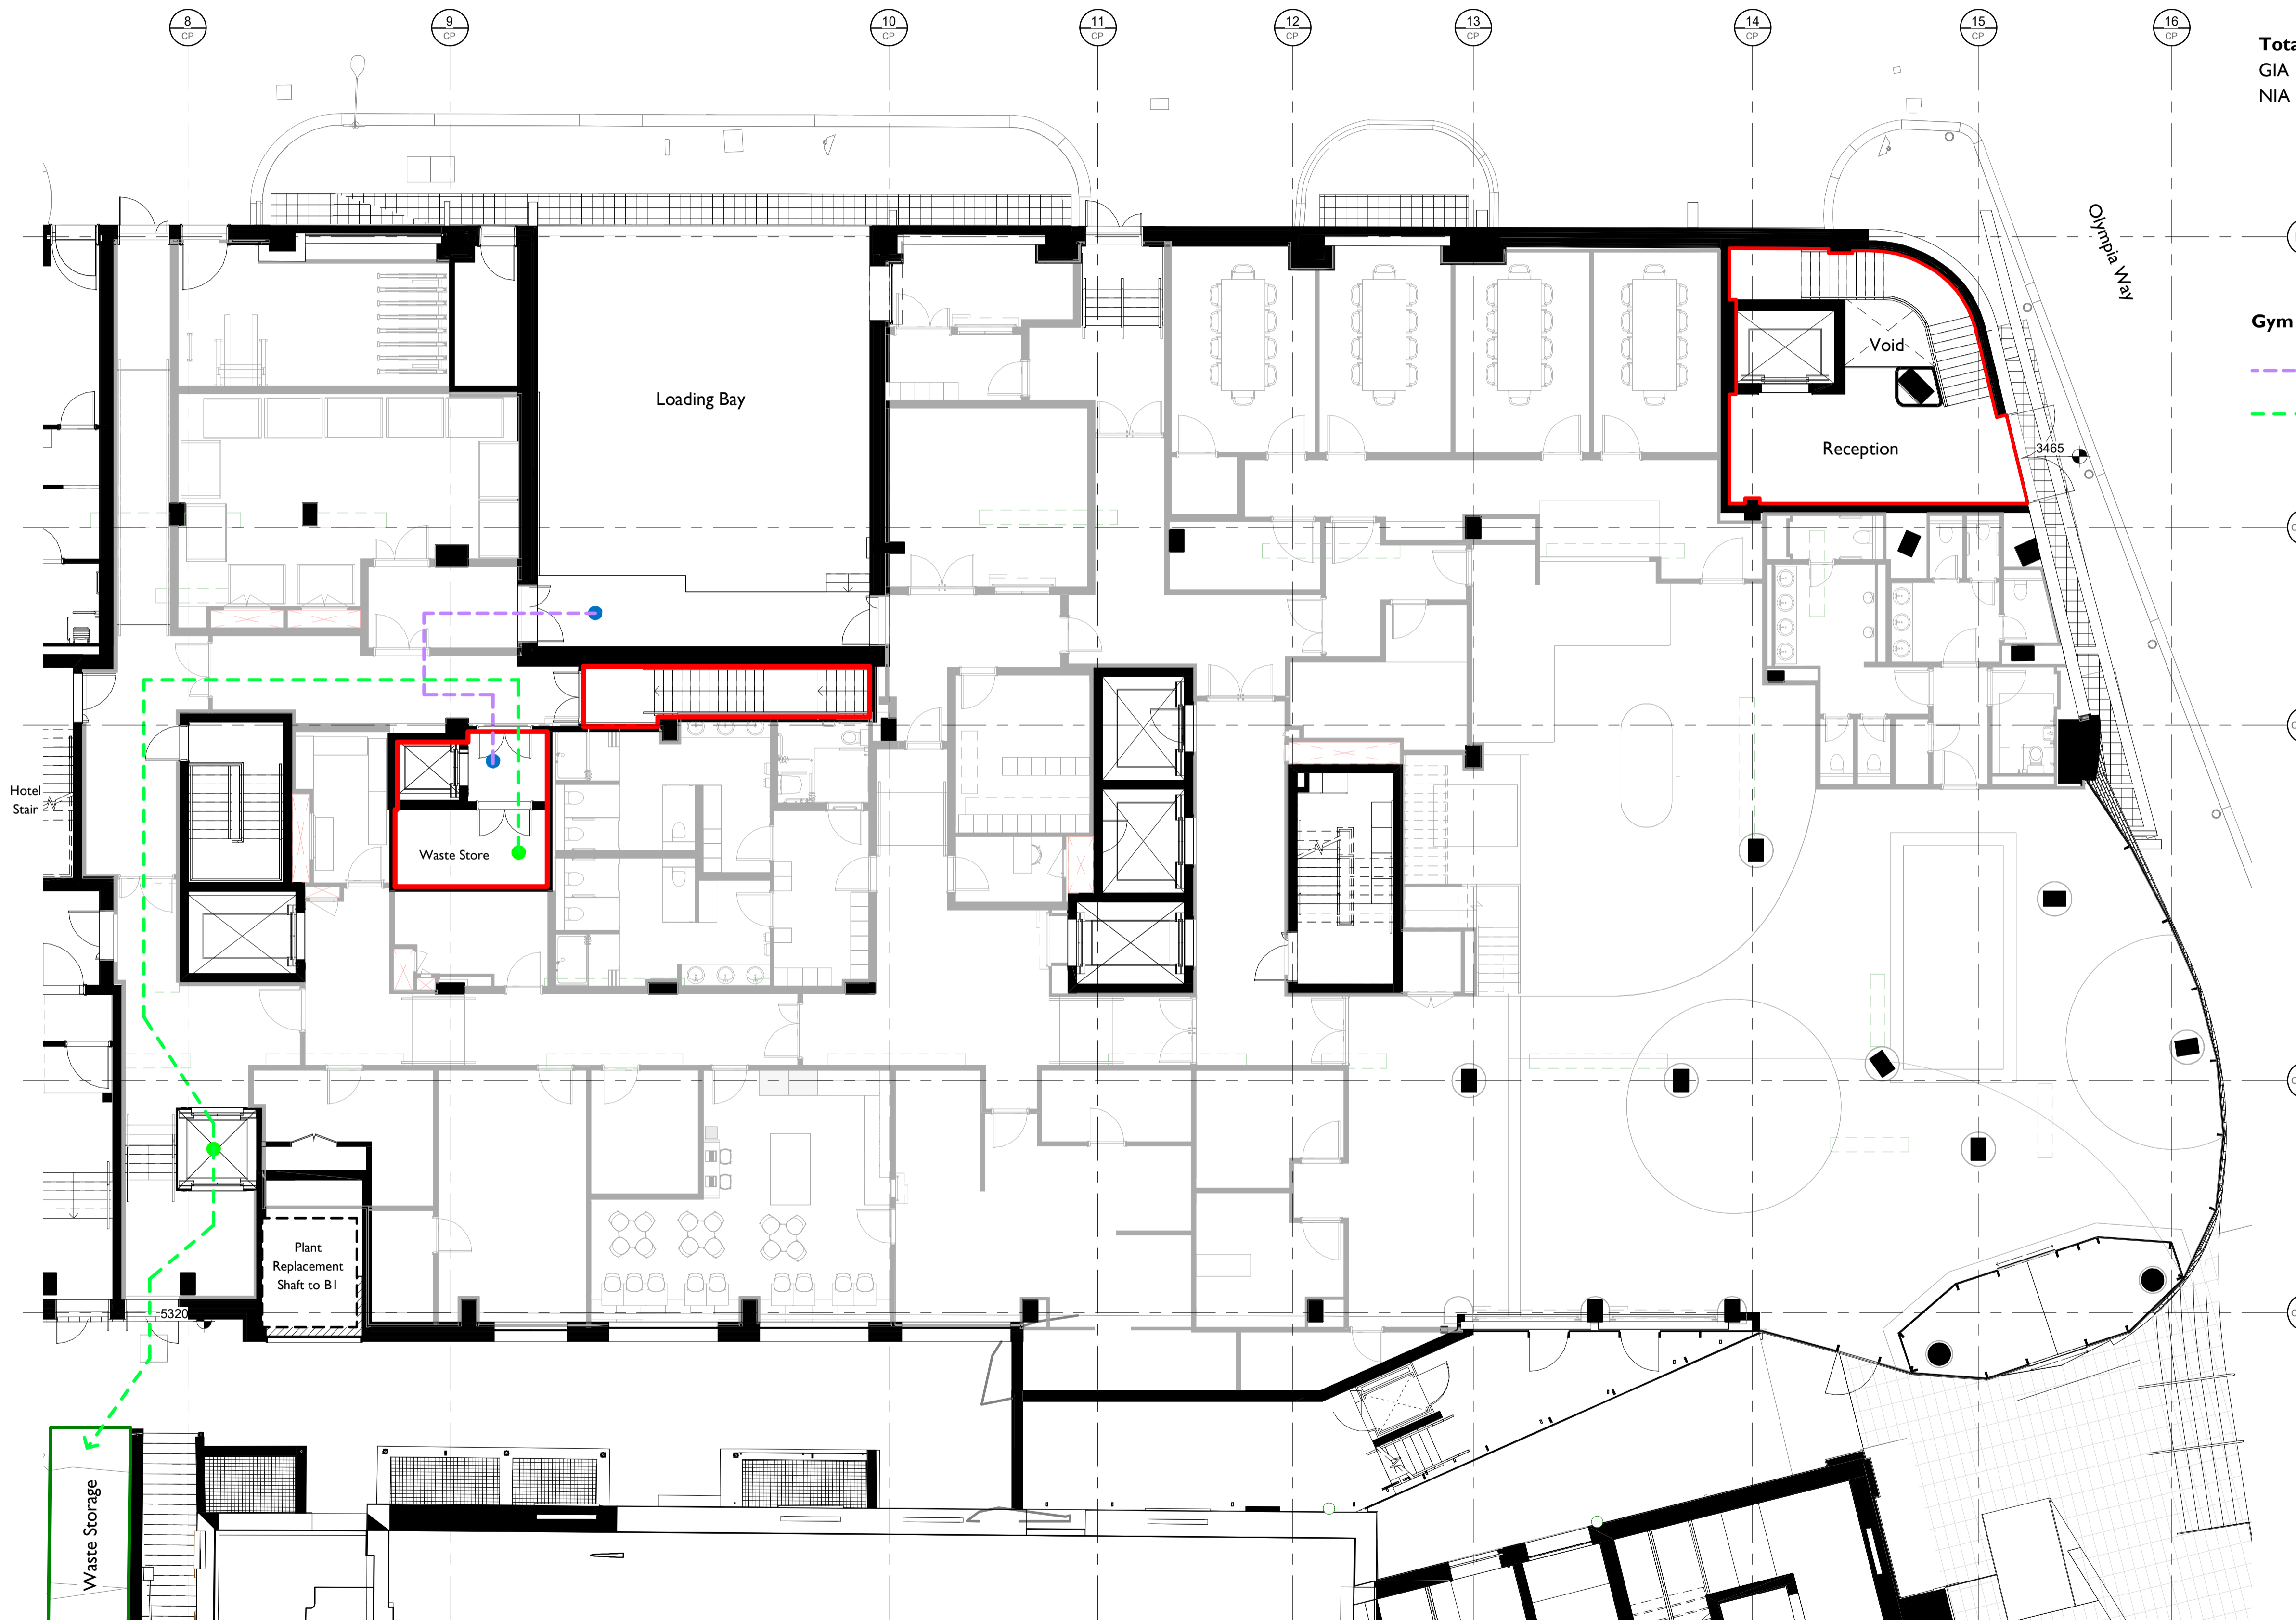 8
CP
9
CP
10
CP
11
CP
12
CP
13
CP
14
CP
15
CP
16
CP
GIA
NIA
Olympia Way
Gym
Void
Loading Bay
Reception
3465
Hotel
Stair
Waste Store
Plant
Replacement
Shaft to B1
5320
Waste Storage